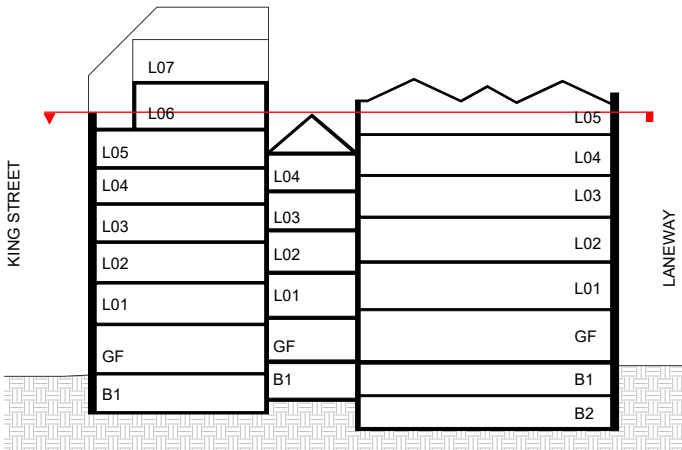 KING STREET
L07
L06
L05
L04
L03
L02
L01
GF
B1
L04
L03
L02
L01
GF
B1
L05
L04
L03
L02
L01
GF
B1
B2
LANEWAY